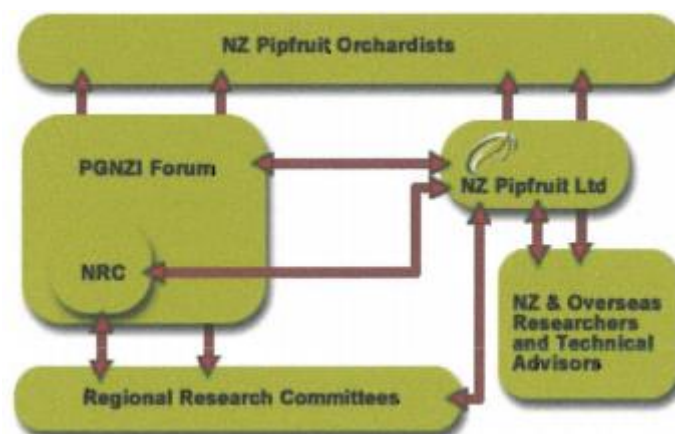 NZ Pipfruit Orchardists
PGNZI Forum
NZ Pipfruit Ltd
NRC
NZ & Overseas
Researchers
and Technical
Advisors
Regional Research Committees